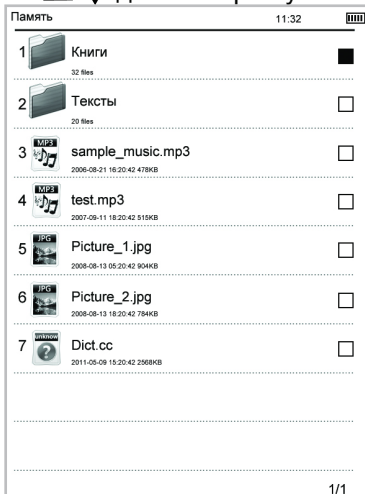 Память 11:32
1 Книги
32 files
2 Тексты
20 files
MP3
3 sample_music.mp3
2006-08-21 16:20:42 478KB
MP3
4 test.mp3
2007-09-11 18:20:42 515KB
JPG
5 Picture_1.jpg
2008-08-13 05:20:42 904KB
JPG
6 Picture_2.jpg
2008-08-13 18:20:42 784KB
unknow
7 Dict.cc
2011-05-09 15:20:42 2568KB
1/1